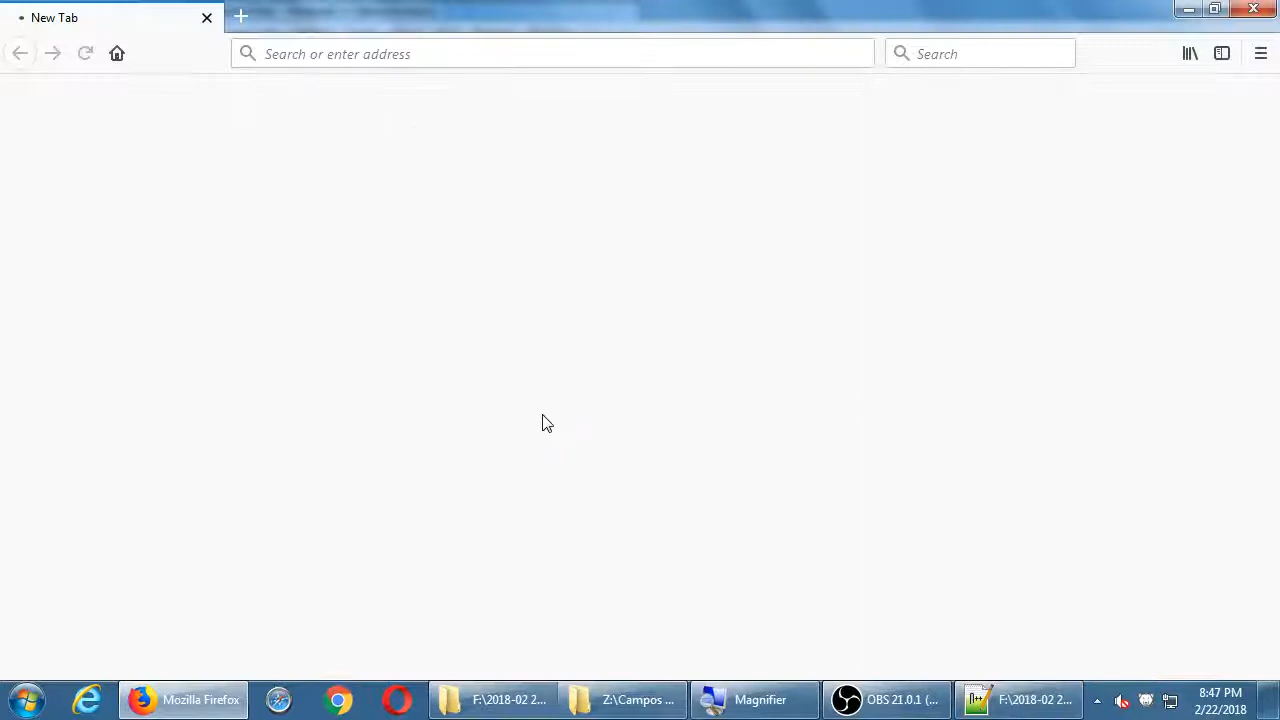 New Tab
Search or enter address
Search
Mozilla Firefox
F:\2018-02 2...
Z:\Campos ...
Magnifier
OBS 21.0.1 (...
F:\2018-02 2...
8:47 PM
2/22/2018